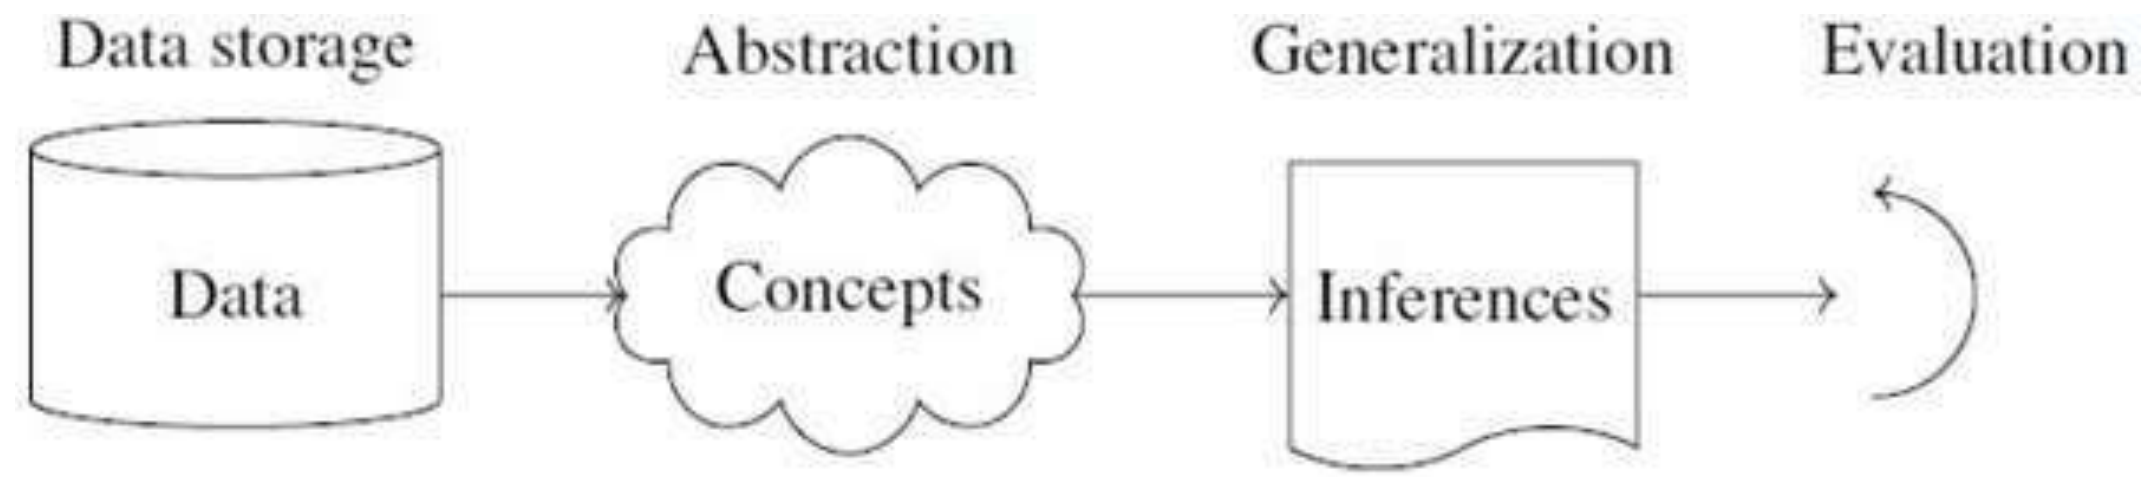 Data storage
Abstraction
Generalization
Evaluation
Data
Concepts
Inferences